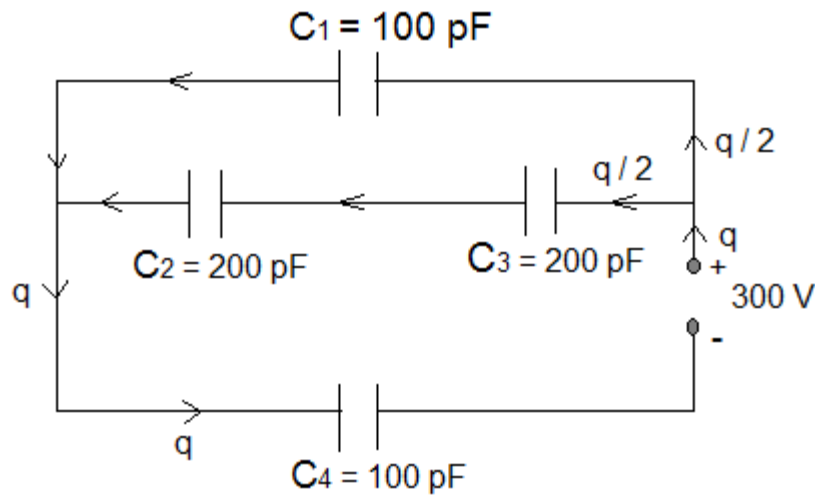 C1 = 100 pF
q / 2
q / 2
C2 = 200 pF
C3 = 200 pF
q
+
q
300 V
-
q
C4 = 100 pF